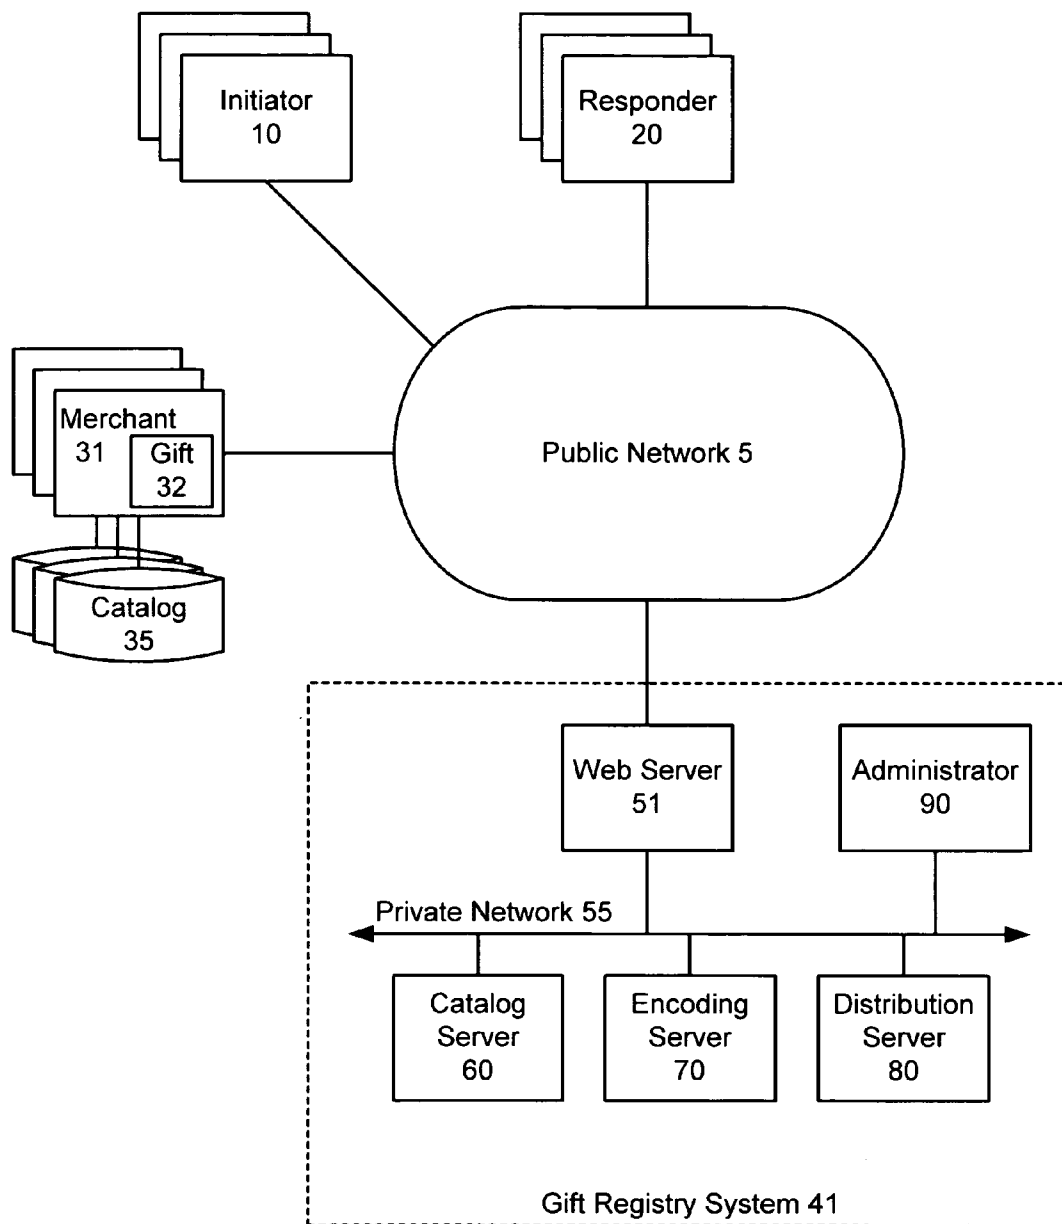 Initiator
10
Responder
20
Merchant
31
Gift
32
Catalog
35
Public Network 5
Web Server
51
Administrator
90
Private Network 55
Catalog
Server
60
Encoding
Server
70
Distribution
Server
80
Gift Registry System 41